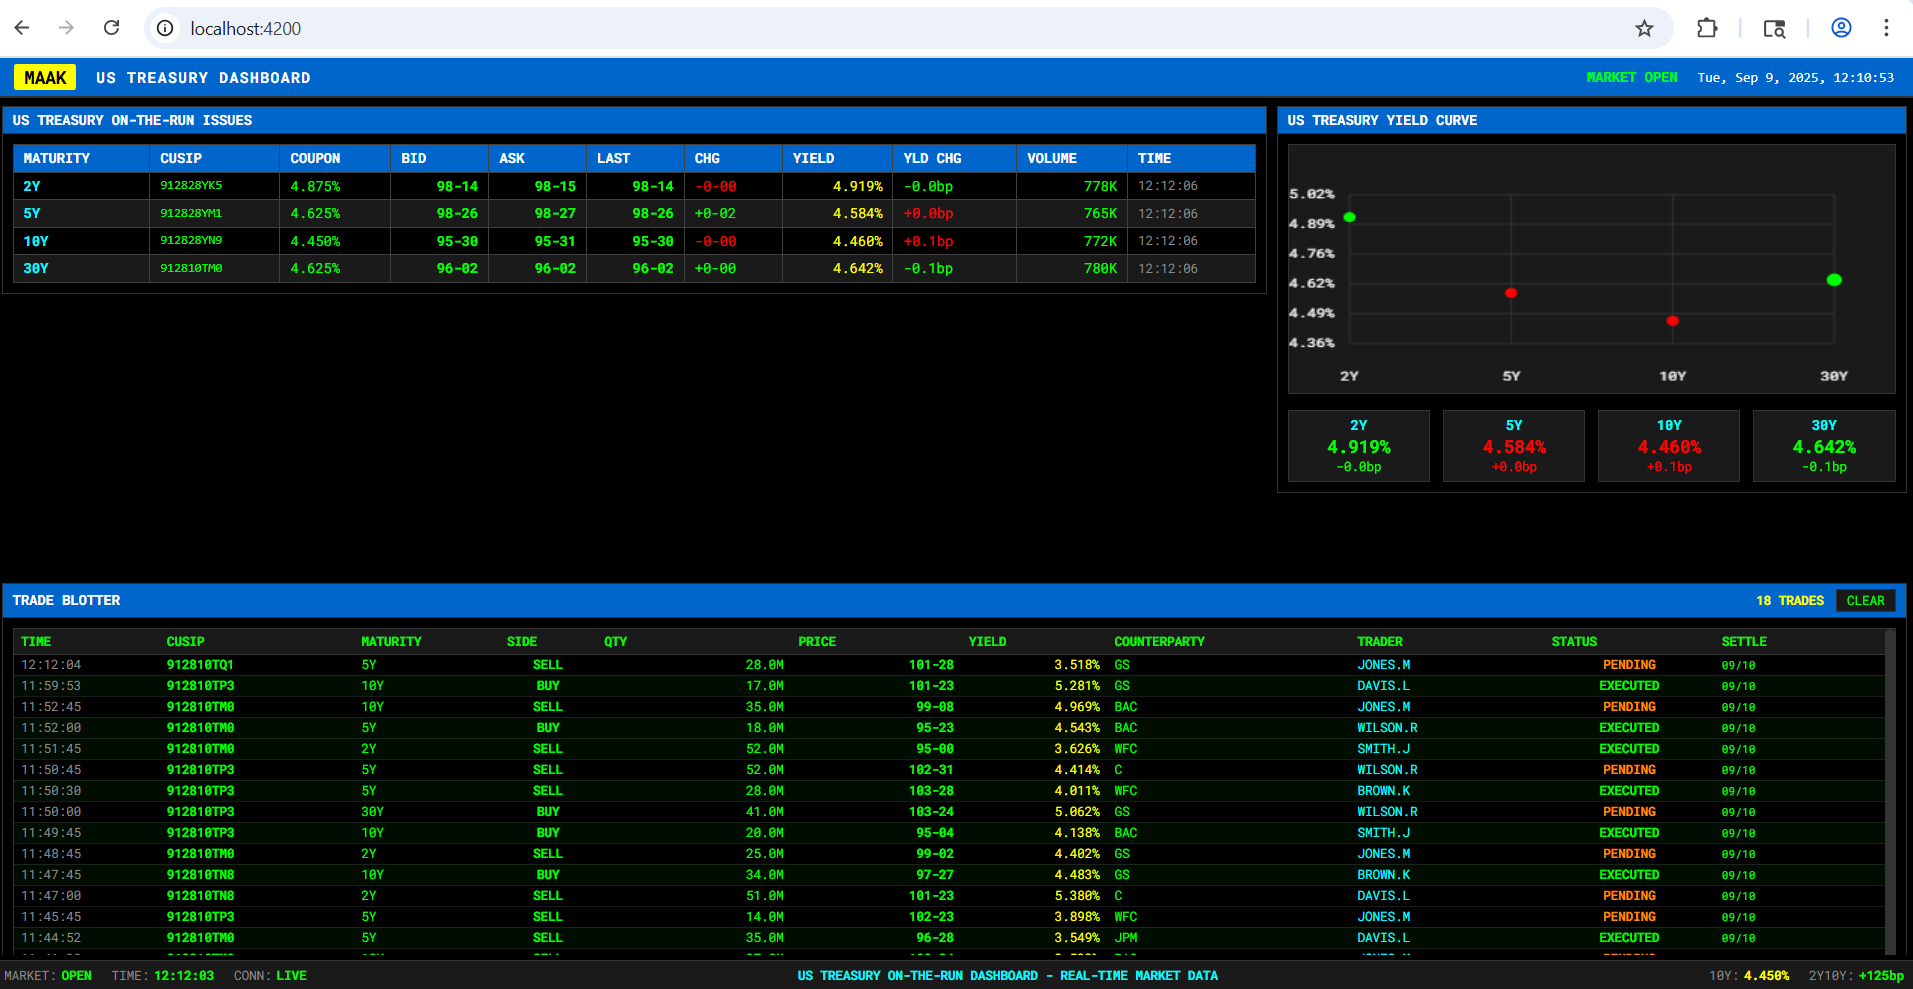 localhost:4200
MAAK US TREASURY DASHBOARD MARKET OPEN Tue, Sep 9, 2025, 12:10:53
US TREASURY ON-THE-RUN ISSUES
MATURITY CUSIP COUPON BID ASK LAST CHG YIELD YLD CHG VOLUME TIME
2Y 912828YK5 4.875% 98-14 98-15 98-14 -0-00 4.919% -0.0bp 778K 12:12:06
5Y 912828YM1 4.625% 98-26 98-27 98-26 +0-02 4.584% +0.0bp 765K 12:12:06
10Y 912828YN9 4.450% 95-30 95-31 95-30 -0-00 4.460% +0.1bp 772K 12:12:06
30Y 912810TM0 4.625% 96-02 96-02 96-02 +0-00 4.642% -0.1bp 780K 12:12:06
US TREASURY YIELD CURVE
5.02%
4.89%
4.76%
4.62%
4.49%
4.36%
2Y 5Y 10Y 30Y
2Y 5Y 10Y 30Y
4.919% 4.584% 4.460% 4.642%
-0.0bp +0.0bp +0.1bp -0.1bp
TRADE BLOTTER 18 TRADES CLEAR
TIME CUSIP MATURITY SIDE QTY PRICE YIELD COUNTERPARTY TRADER STATUS SETTLE
12:12:04 912810TQ1 5Y SELL 28.0M 101-28 3.518% GS JONES.M PENDING 09/10
11:59:53 912810TP3 10Y BUY 17.0M 101-23 5.281% GS DAVIS.L EXECUTED 09/10
11:52:45 912810TM0 10Y SELL 35.0M 99-08 4.969% BAC JONES.M PENDING 09/10
11:52:00 912810TM0 5Y BUY 18.0M 95-23 4.543% BAC WILSON.R EXECUTED 09/10
11:51:45 912810TM0 2Y SELL 52.0M 95-00 3.626% WFC SMITH.J EXECUTED 09/10
11:50:45 912810TP3 5Y SELL 52.0M 102-31 4.414% C WILSON.R PENDING 09/10
11:50:30 912810TP3 5Y SELL 28.0M 103-28 4.011% WFC BROWN.K EXECUTED 09/10
11:50:00 912810TP3 30Y BUY 41.0M 103-24 5.062% GS WILSON.R PENDING 09/10
11:49:45 912810TP3 10Y BUY 20.0M 95-04 4.138% BAC SMITH.J EXECUTED 09/10
11:48:45 912810TM0 2Y SELL 25.0M 99-02 4.402% GS JONES.M PENDING 09/10
11:47:45 912810TN8 10Y BUY 34.0M 97-27 4.483% GS BROWN.K EXECUTED 09/10
11:47:00 912810TN8 2Y SELL 51.0M 101-23 5.380% C DAVIS.L PENDING 09/10
11:45:45 912810TP3 5Y SELL 14.0M 102-23 3.898% WFC JONES.M PENDING 09/10
11:44:52 912810TM0 5Y SELL 35.0M 96-28 3.549% JPM DAVIS.L EXECUTED 09/10
MARKET: OPEN TIME: 12:12:03 CONN: LIVE US TREASURY ON-THE-RUN DASHBOARD - REAL-TIME MARKET DATA 10Y: 4.450% 2Y10Y: +125bp